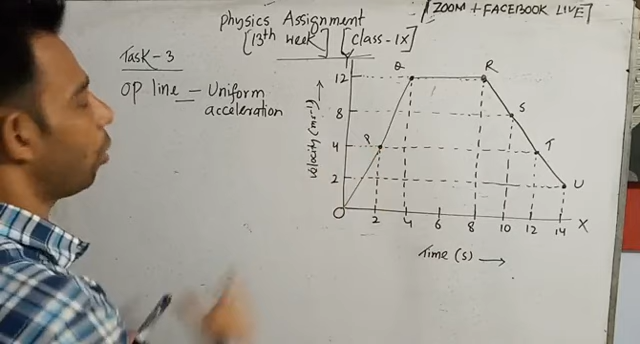 [ZOOM + FACEBOOK LIVE]
Physics Assignment
[13th week] [Class-IX]
Task-3
OP line - Uniform
acceleration
Y
velocity (ms-1) →
12
8
4
2
O
P
Q
R
S
T
U
2 4 6 8 10 12 14 X
Time (s) →